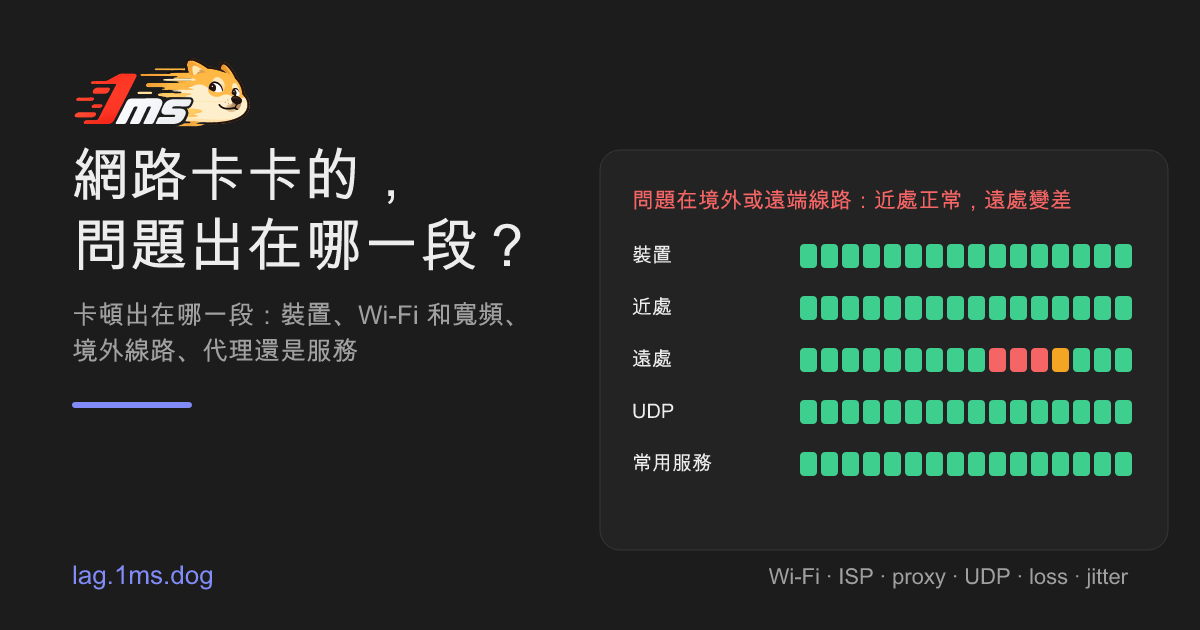 1ms
網路卡卡的，
問題出在哪一段？
卡頓出在哪一段：裝置、Wi-Fi 和寬頻、
境外線路、代理還是服務
問題在境外或遠端線路：近處正常，遠處變差
裝置
近處
遠處
UDP
常用服務
lag.1ms.dog
Wi-Fi · ISP · proxy · UDP · loss · jitter